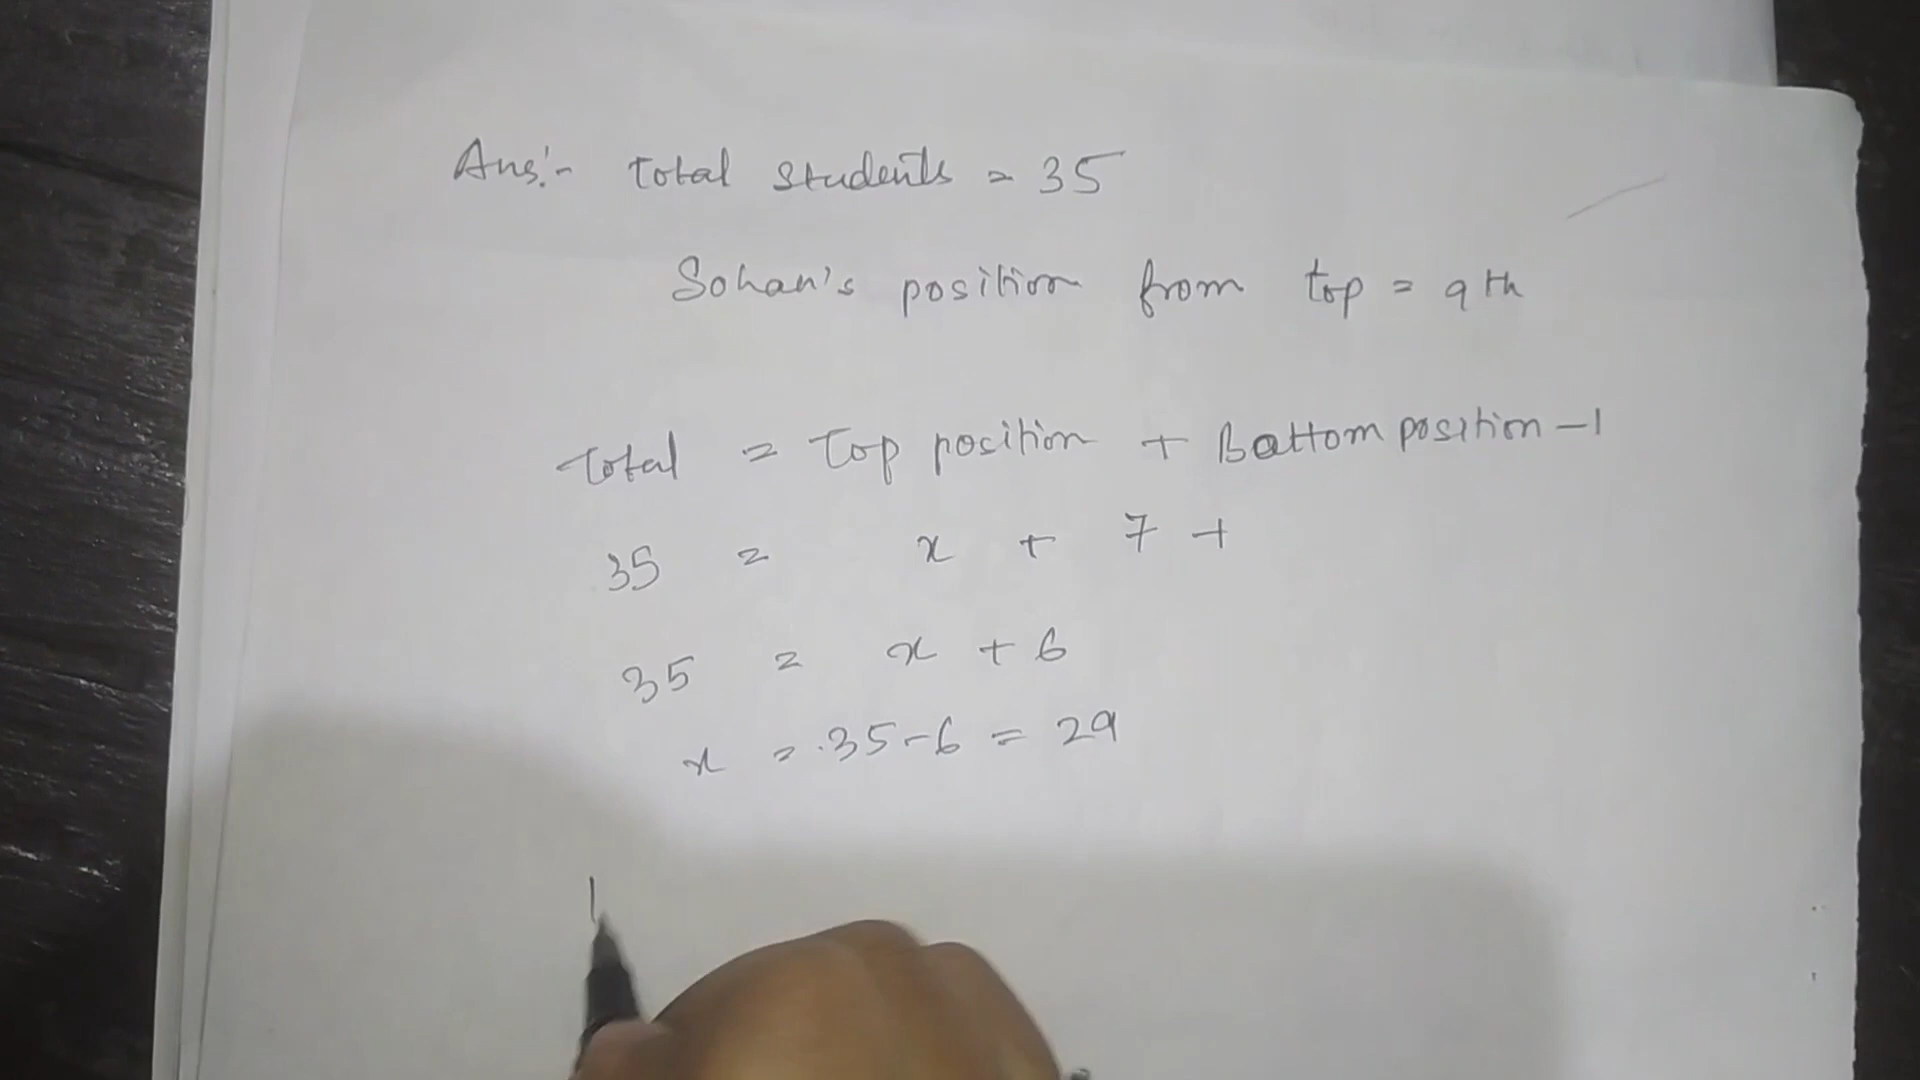 Ans:- Total students = 35
Sohan's position from top = 9th
Total = Top position + Bottom position - 1
35 = x + 7 +
35 = x + 6
x = 35 - 6 = 29